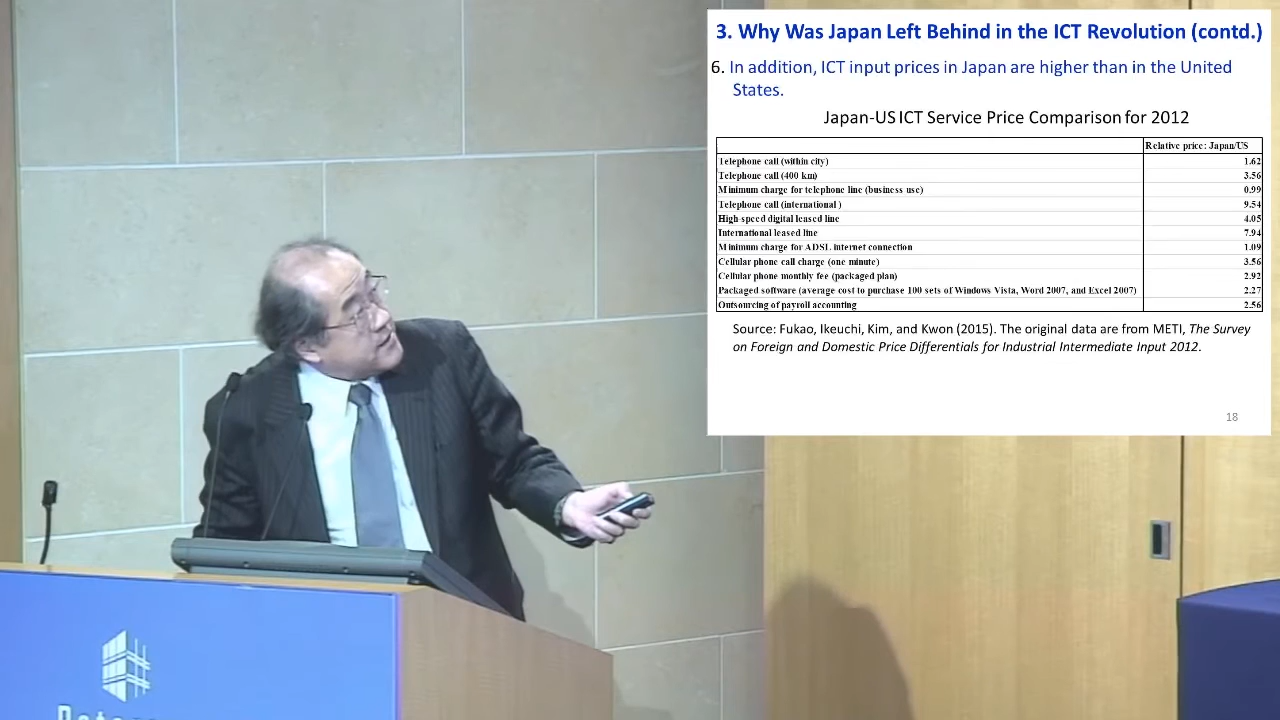 3. Why Was Japan Left Behind in the ICT Revolution (contd.)
6. In addition, ICT input prices in Japan are higher than in the United
States.
Japan-US ICT Service Price Comparison for 2012
Relative price: Japan/US
Telephone call (within city) 1.62
Telephone call (400 km) 3.56
Minimum charge for telephone line (business use) 0.99
Telephone call (international ) 9.54
High-speed digital leased line 4.05
International leased line 7.94
Minimum charge for ADSL internet connection 1.09
Cellular phone call charge (one minute) 3.56
Cellular phone monthly fee (packaged plan) 2.92
Packaged software (average cost to purchase 100 sets of Windows Vista, Word 2007, and Excel 2007) 2.27
Outsourcing of payroll accounting 2.56
Source: Fukao, Ikeuchi, Kim, and Kwon (2015). The original data are from METI, The Survey
on Foreign and Domestic Price Differentials for Industrial Intermediate Input 2012.
18